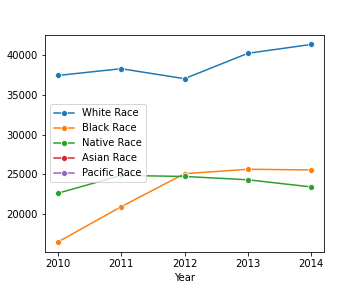 40000
35000
30000
25000
20000
White Race
Black Race
Native Race
Asian Race
Pacific Race
2010 2011 2012 2013 2014
Year